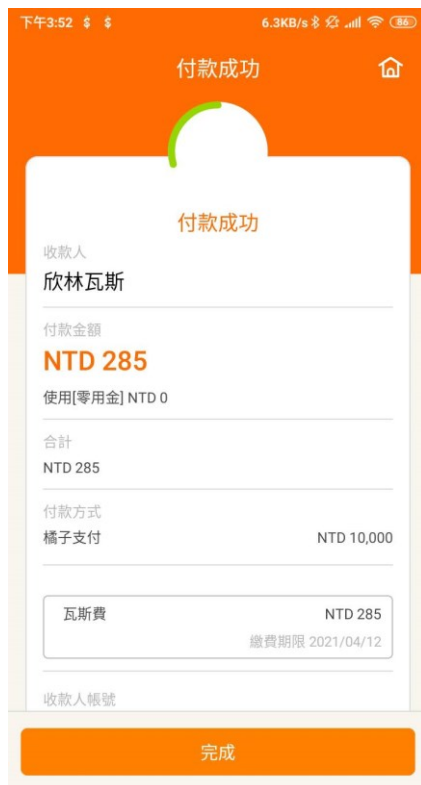 下午3:52 $ $ 6.3KB/s 86
付款成功
付款成功
收款人
欣林瓦斯
付款金額
NTD 285
使用[零用金] NTD 0
合計
NTD 285
付款方式
橘子支付 NTD 10,000
瓦斯費 NTD 285
繳費期限 2021/04/12
收款人帳號
完成